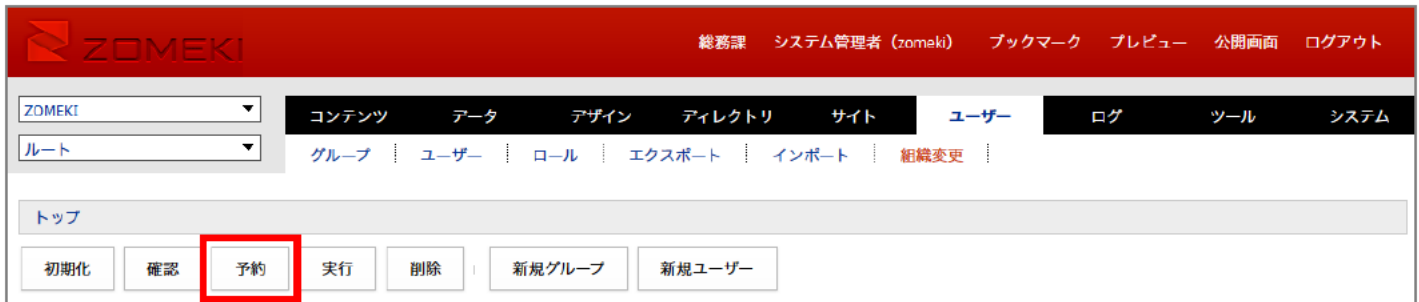 ZOMEKI
総務課 システム管理者（zomeki） ブックマーク プレビュー 公開画面 ログアウト
ZOMEKI
コンテンツ データ デザイン ディレクトリ サイト ユーザー ログ ツール システム
ルート
グループ ユーザー ロール エクスポート インポート 組織変更
トップ
初期化 確認 予約 実行 削除 新規グループ 新規ユーザー